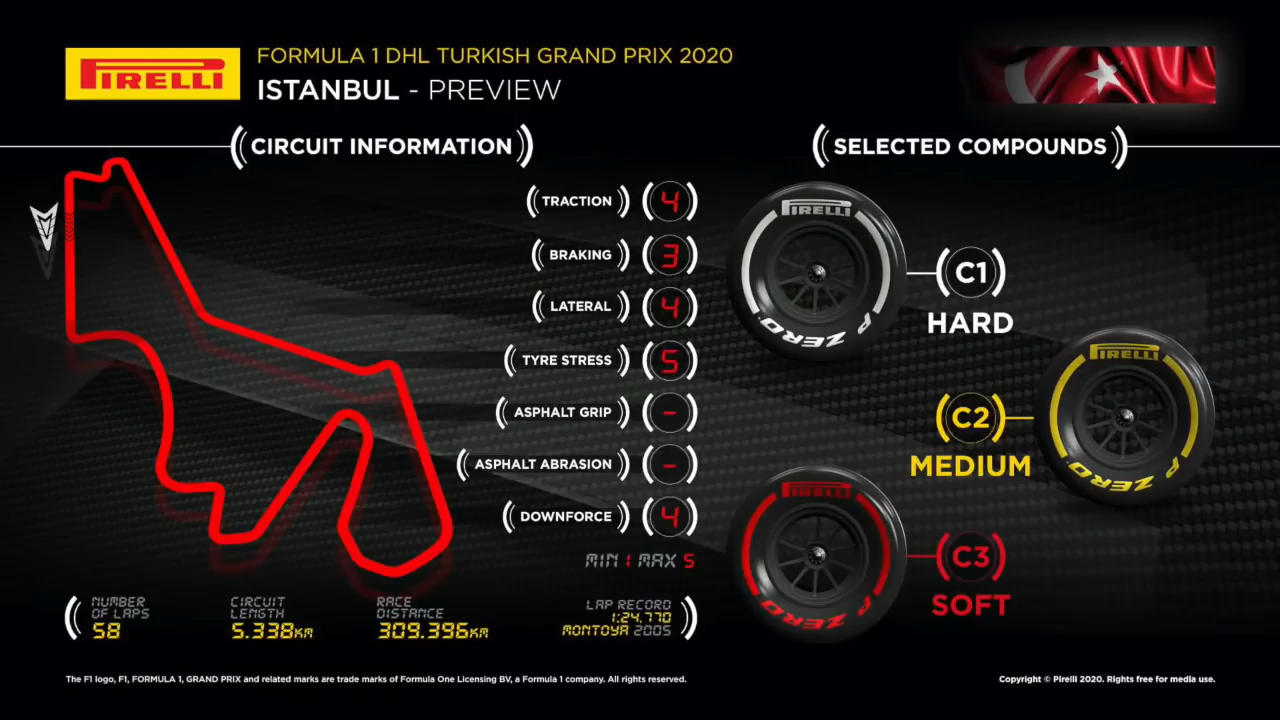 PIRELLI
FORMULA 1 DHL TURKISH GRAND PRIX 2020
ISTANBUL - PREVIEW
CIRCUIT INFORMATION
TRACTION 4
BRAKING 3
LATERAL 4
TYRE STRESS 5
ASPHALT GRIP -
ASPHALT ABRASION -
DOWNFORCE 4
MIN 1 MAX 5
NUMBER
OF LAPS
58
CIRCUIT
LENGTH
5.338KM
RACE
DISTANCE
309.396KM
LAP RECORD
1:24.770
MONTOYA 2005
SELECTED COMPOUNDS
PIRELLI
P ZERO
C1
HARD
PIRELLI
P ZERO
C2
MEDIUM
PIRELLI
P ZERO
C3
SOFT
The F1 logo, F1, FORMULA 1, GRAND PRIX and related marks are trade marks of Formula One Licensing BV, a Formula 1 company. All rights reserved.
Copyright © Pirelli 2020. Rights free for media use.